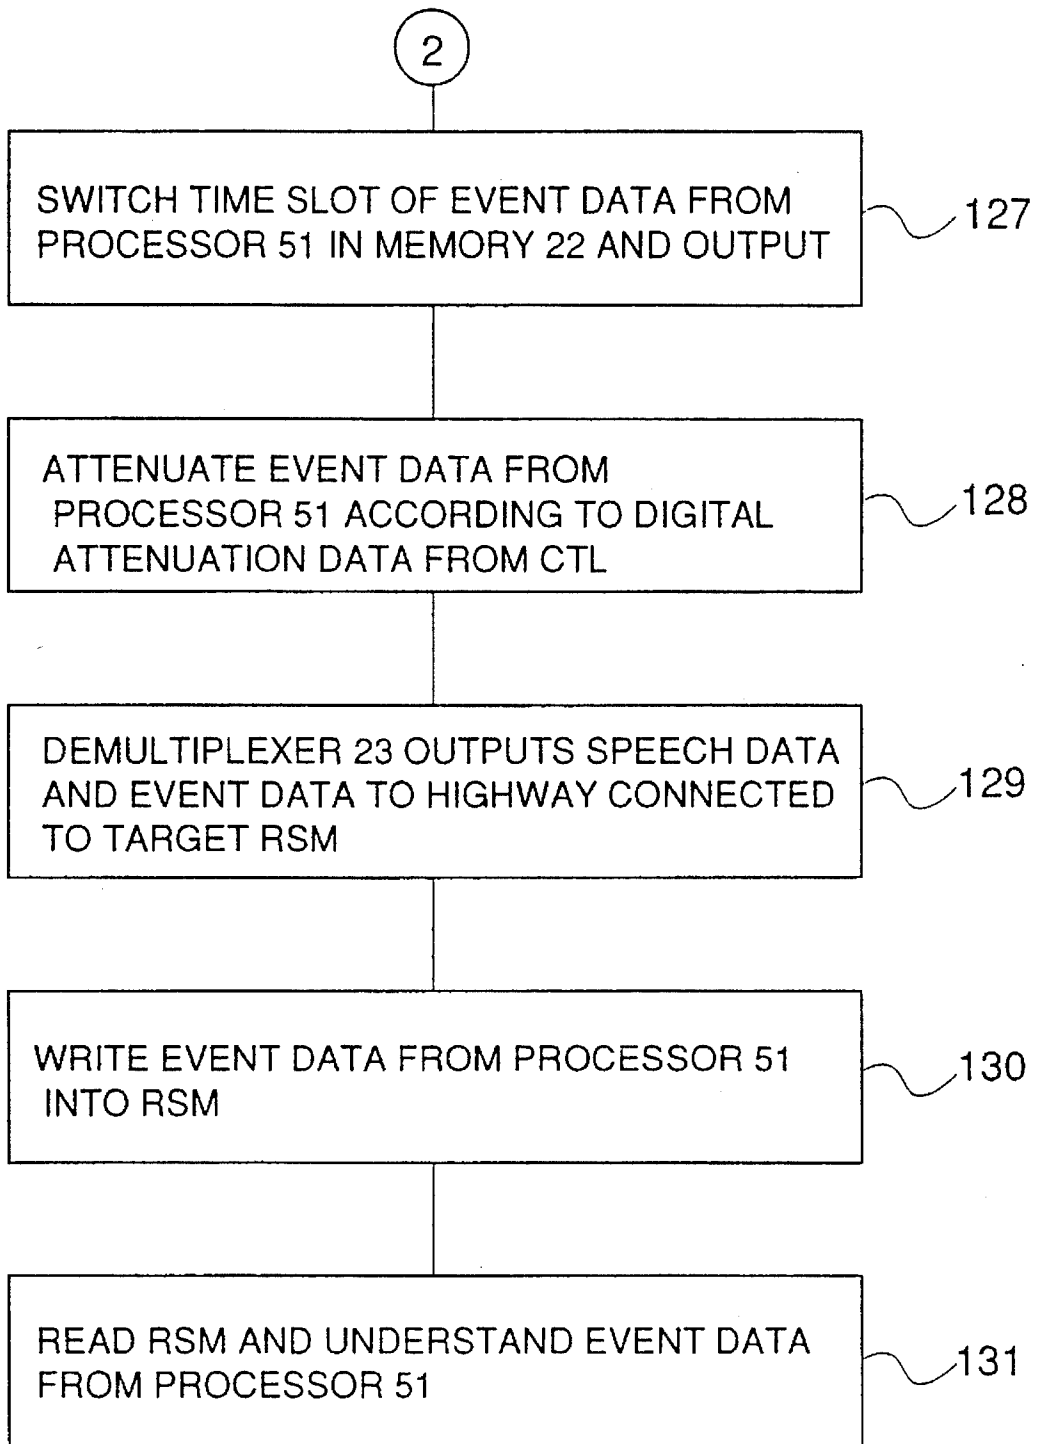 2
SWITCH TIME SLOT OF EVENT DATA FROM
PROCESSOR 51 IN MEMORY 22 AND OUTPUT
127
ATTENUATE EVENT DATA FROM
PROCESSOR 51 ACCORDING TO DIGITAL
ATTENUATION DATA FROM CTL
128
DEMULTIPLEXER 23 OUTPUTS SPEECH DATA
AND EVENT DATA TO HIGHWAY CONNECTED
TO TARGET RSM
129
WRITE EVENT DATA FROM PROCESSOR 51
INTO RSM
130
READ RSM AND UNDERSTAND EVENT DATA
FROM PROCESSOR 51
131